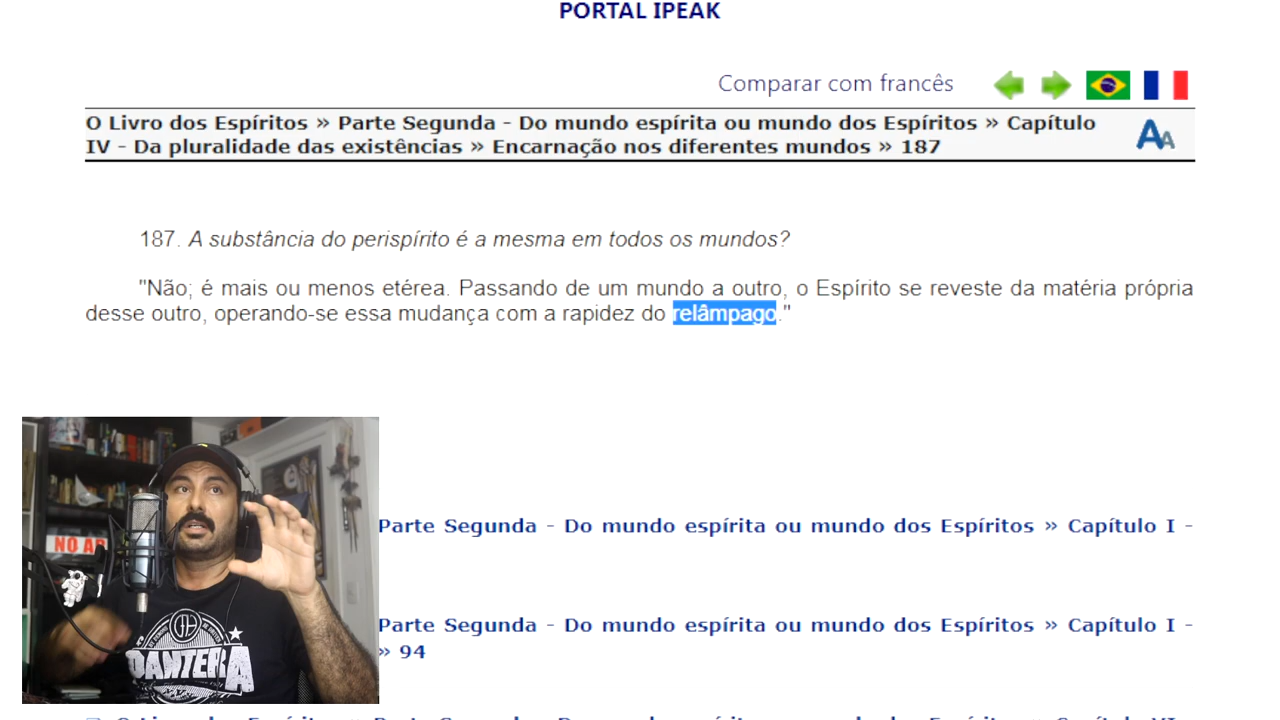 PORTAL IPEAK
Comparar com francês
O Livro dos Espíritos » Parte Segunda - Do mundo espírita ou mundo dos Espíritos » Capítulo
IV - Da pluralidade das existências » Encarnação nos diferentes mundos » 187
AA
187. A substância do perispírito é a mesma em todos os mundos?
"Não; é mais ou menos etérea. Passando de um mundo a outro, o Espírito se reveste da matéria própria
desse outro, operando-se essa mudança com a rapidez do relâmpago."
Parte Segunda - Do mundo espírita ou mundo dos Espíritos » Capítulo I -
NO AR
Parte Segunda - Do mundo espírita ou mundo dos Espíritos » Capítulo I -
» 94
PANTERA